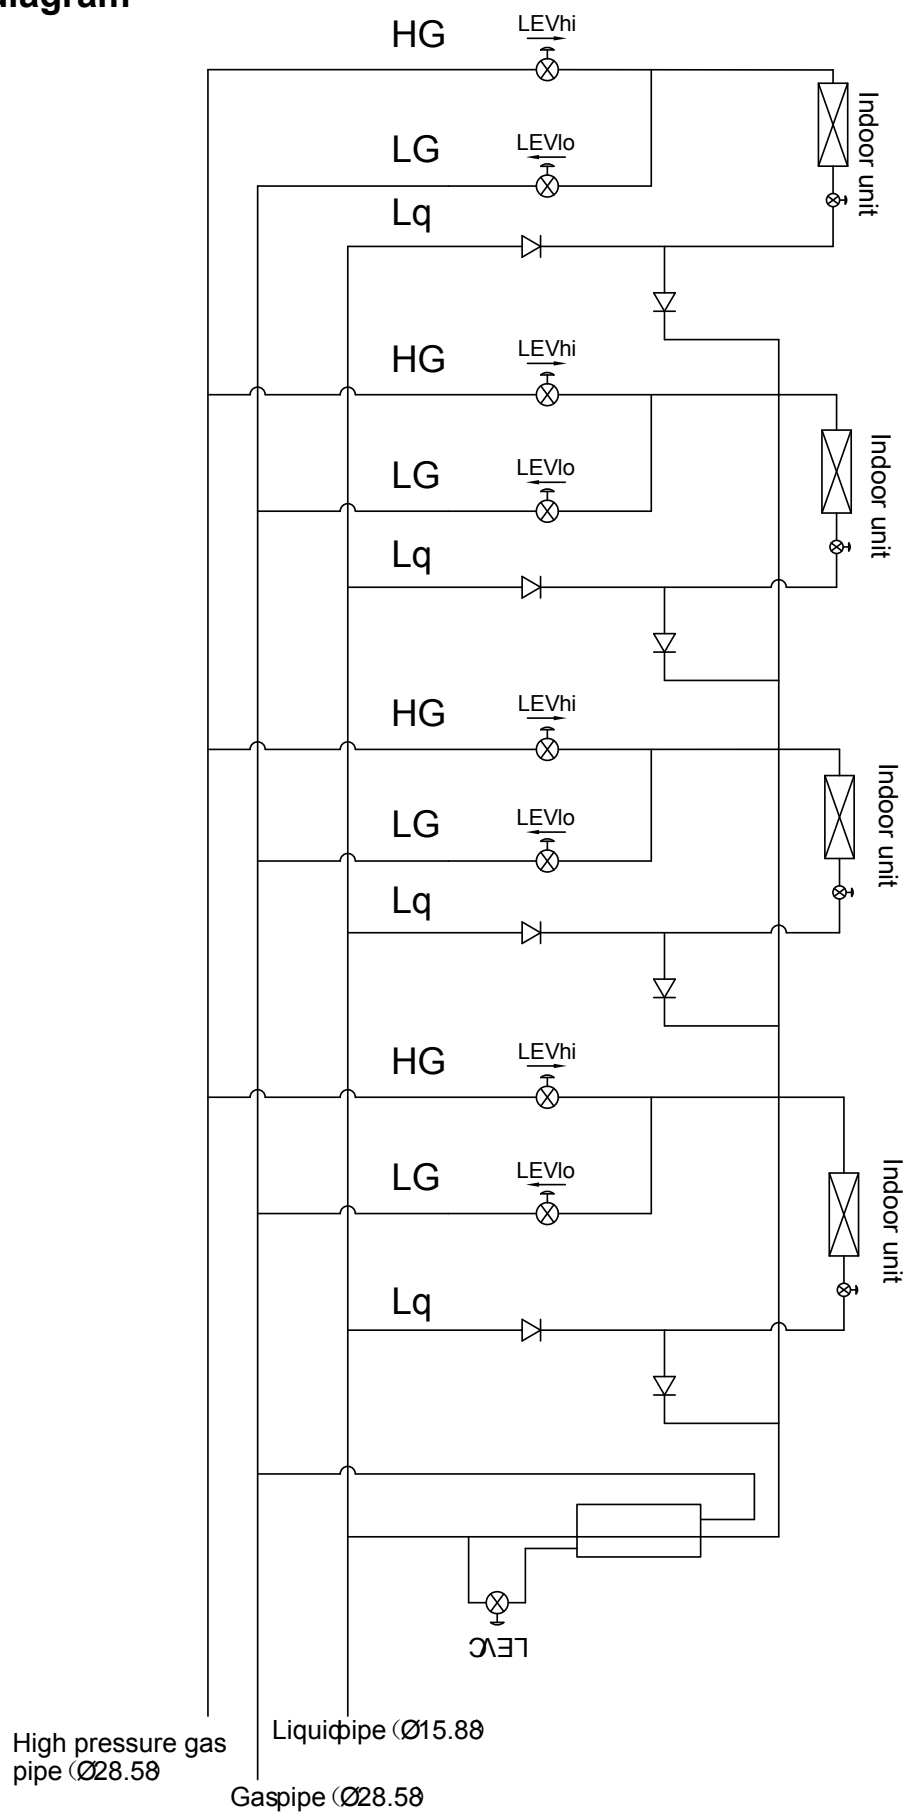 diagram
LEVhi
HG
Indoor unit
LEVlo
LG
Lq
LEVhi
HG
Indoor unit
LEVlo
LG
Lq
LEVhi
HG
Indoor unit
LEVlo
LG
Lq
LEVhi
HG
Indoor unit
LEVlo
LG
Lq
LEVC
Liquidpipe（Ø15.88）
High pressure gas
pipe（Ø28.58）
Gaspipe（Ø28.58）